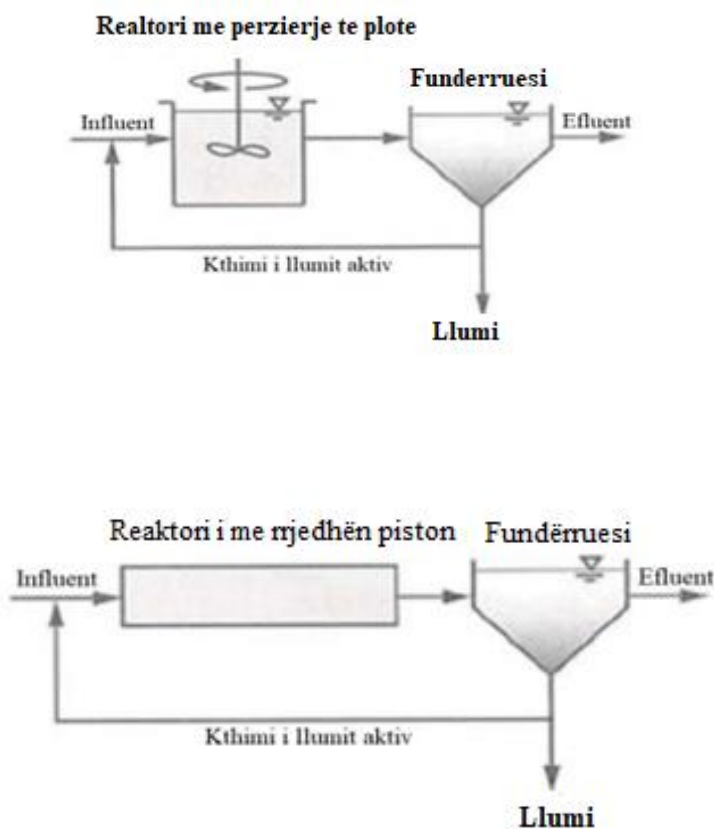 Realtori me perzierje te plote
Funderruesi
Influent
Efluent
Kthimi i llumit aktiv
Llumi
Reaktori i me rrjedhën piston
Fundërruesi
Influent
Efluent
Kthimi i llumit aktiv
Llumi